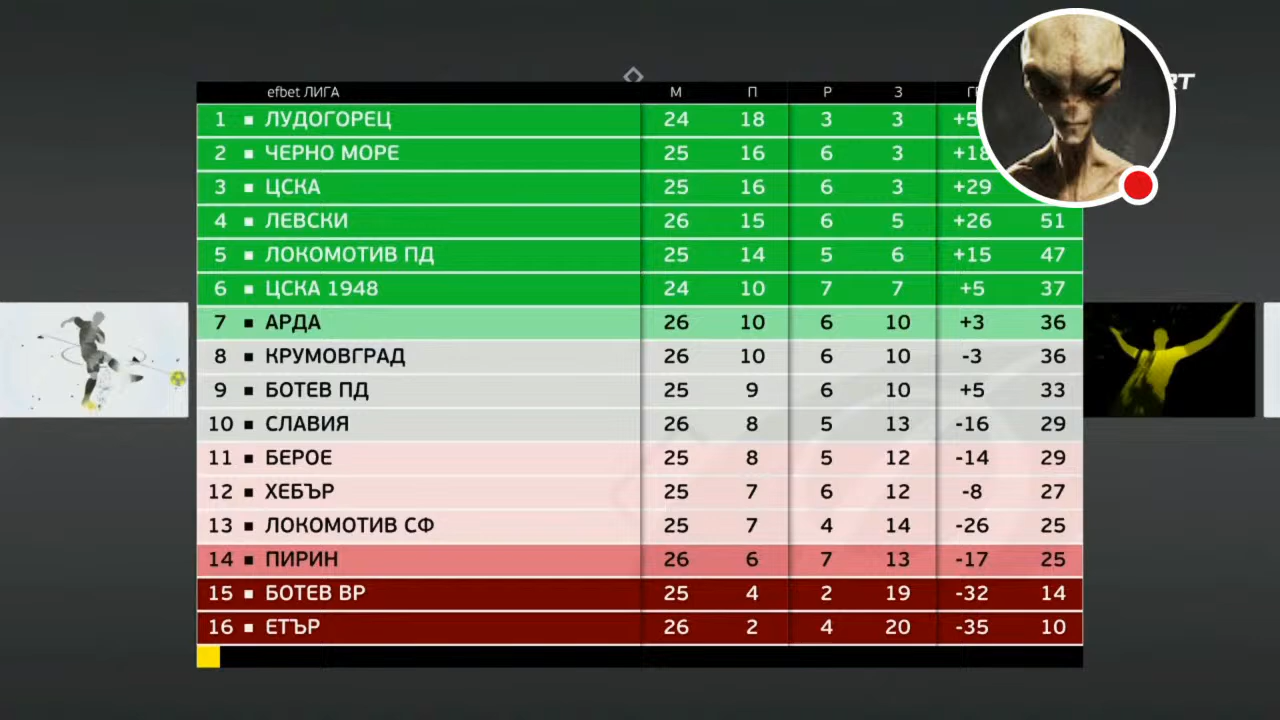 efbet ЛИГА М П Р З
1 ЛУДОГОРЕЦ 24 18 3 3
2 ЧЕРНО МОРЕ 25 16 6 3 +18
3 ЦСКА 25 16 6 3 +29
4 ЛЕВСКИ 26 15 6 5 +26 51
5 ЛОКОМОТИВ ПД 25 14 5 6 +15 47
6 ЦСКА 1948 24 10 7 7 +5 37
7 АРДА 26 10 6 10 +3 36
8 КРУМОВГРАД 26 10 6 10 -3 36
9 БОТЕВ ПД 25 9 6 10 +5 33
10 СЛАВИЯ 26 8 5 13 -16 29
11 БЕРОЕ 25 8 5 12 -14 29
12 ХЕБЪР 25 7 6 12 -8 27
13 ЛОКОМОТИВ СФ 25 7 4 14 -26 25
14 ПИРИН 26 6 7 13 -17 25
15 БОТЕВ ВР 25 4 2 19 -32 14
16 ЕТЪР 26 2 4 20 -35 10